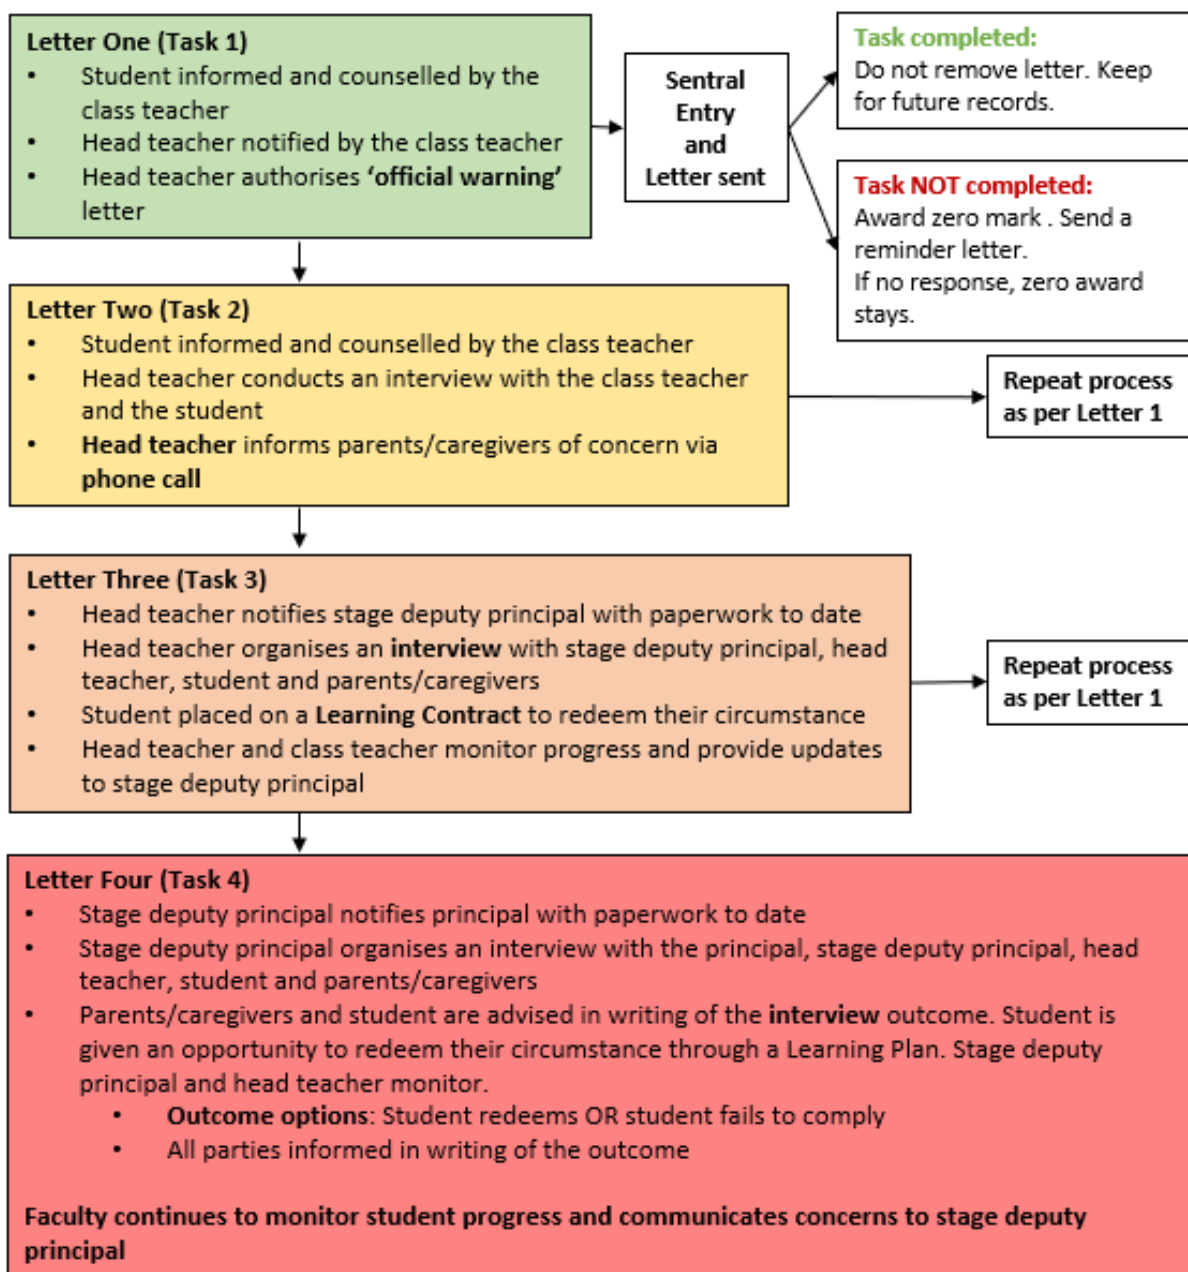 Letter One (Task 1)
• Student informed and counselled by the
class teacher
• Head teacher notified by the class teacher
• Head teacher authorises ‘official warning’
letter
Sentral
Entry
and
Letter sent
Task completed:
Do not remove letter. Keep
for future records.
Task NOT completed:
Award zero mark . Send a
reminder letter.
If no response, zero award
stays.
Letter Two (Task 2)
• Student informed and counselled by the class teacher
• Head teacher conducts an interview with the class teacher
and the student
• Head teacher informs parents/caregivers of concern via
phone call
Repeat process
as per Letter 1
Letter Three (Task 3)
• Head teacher notifies stage deputy principal with paperwork to date
• Head teacher organises an interview with stage deputy principal, head
teacher, student and parents/caregivers
• Student placed on a Learning Contract to redeem their circumstance
• Head teacher and class teacher monitor progress and provide updates
to stage deputy principal
Repeat process
as per Letter 1
Letter Four (Task 4)
• Stage deputy principal notifies principal with paperwork to date
• Stage deputy principal organises an interview with the principal, stage deputy principal, head
teacher, student and parents/caregivers
• Parents/caregivers and student are advised in writing of the interview outcome. Student is
given an opportunity to redeem their circumstance through a Learning Plan. Stage deputy
principal and head teacher monitor.
• Outcome options: Student redeems OR student fails to comply
• All parties informed in writing of the outcome
Faculty continues to monitor student progress and communicates concerns to stage deputy
principal